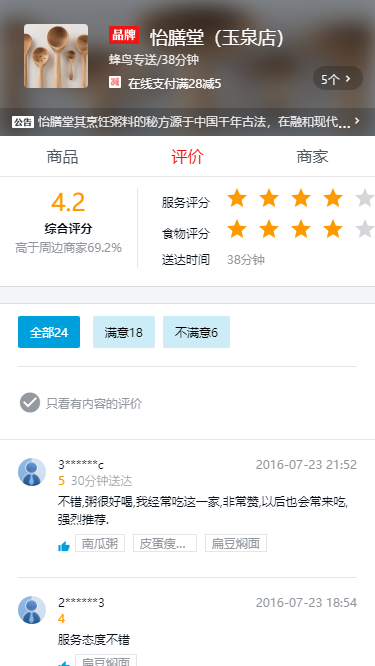 品牌 怡膳堂（玉泉店）
蜂鸟专送/38分钟
减 在线支付满28减5
5个 >
公告 怡膳堂其烹饪粥料的秘方源于中国千年古法，在融和现代... >
商品 评价 商家
4.2
综合评分
高于周边商家69.2%
服务评分
食物评分
送达时间 38分钟
全部24 满意18 不满意6
只看有内容的评价
3******c 2016-07-23 21:52
5 30分钟送达
不错,粥很好喝,我经常吃这一家,非常赞,以后也会常来吃,
强烈推荐.
南瓜粥 皮蛋瘦... 扁豆焖面
2******3 2016-07-23 18:54
4
服务态度不错
扁豆焖面